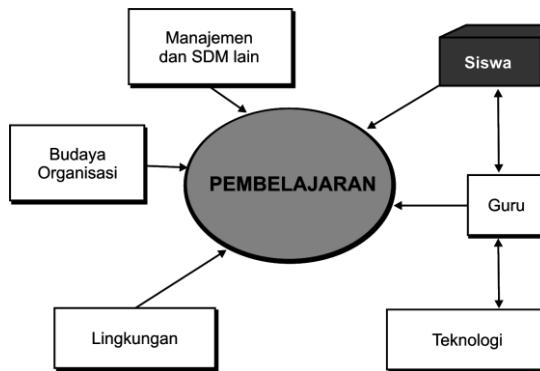 Manajemen
dan SDM lain
Siswa
Budaya
Organisasi
PEMBELAJARAN
Guru
Lingkungan
Teknologi